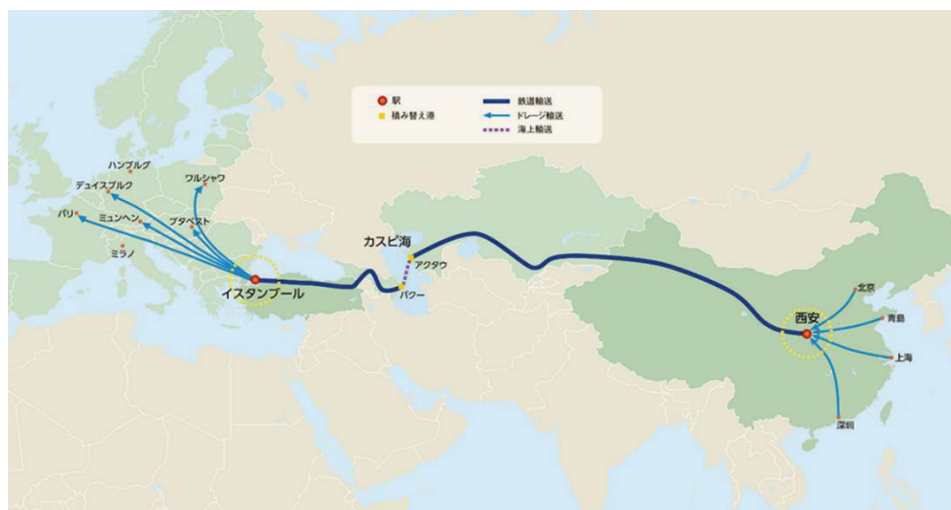 駅
積み替え港
鉄道輸送
ドレージ輸送
海上輸送
ハンブルグ
デュイスブルク
ワルシャワ
パリ
ミュンヘン
ブタペスト
ミラノ
イスタンブール
カスピ海
アクタウ
バクー
西安
北京
青島
上海
深圳